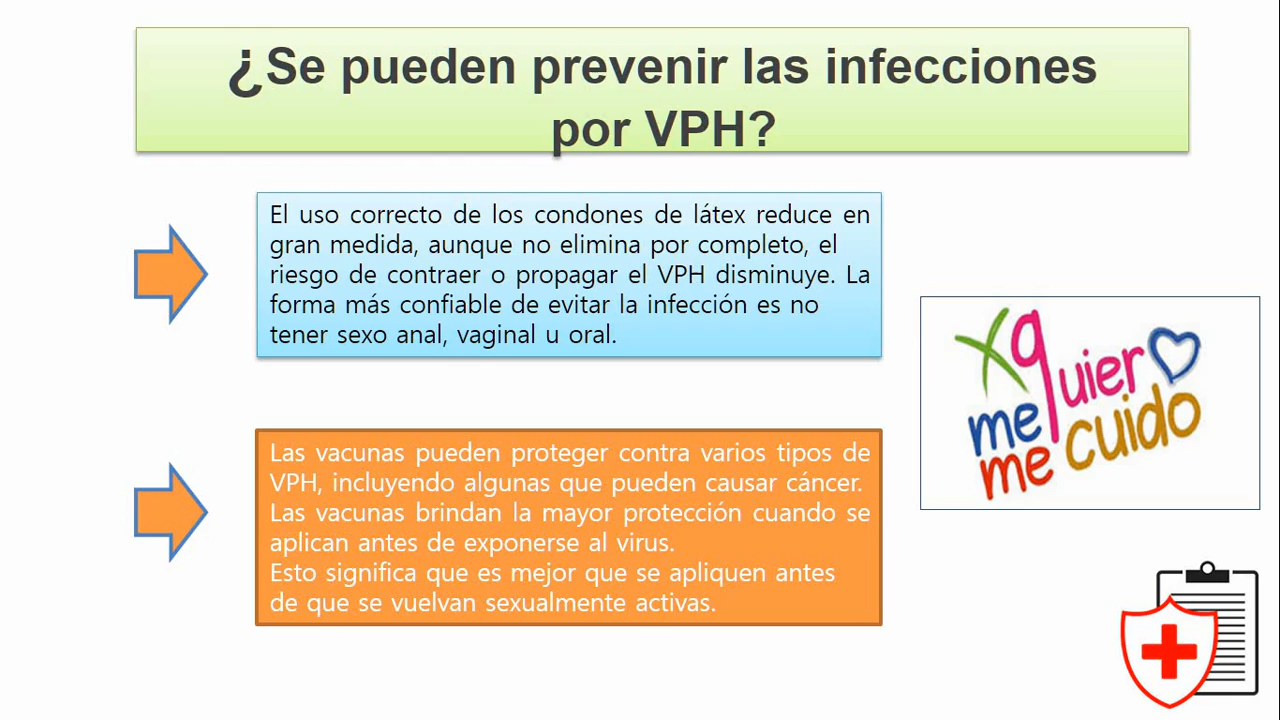 ¿Se pueden prevenir las infecciones
por VPH?
El uso correcto de los condones de látex reduce en
gran medida, aunque no elimina por completo, el
riesgo de contraer o propagar el VPH disminuye. La
forma más confiable de evitar la infección es no
tener sexo anal, vaginal u oral.
xq
me quier
me cuido
Las vacunas pueden proteger contra varios tipos de
VPH, incluyendo algunas que pueden causar cáncer.
Las vacunas brindan la mayor protección cuando se
aplican antes de exponerse al virus.
Esto significa que es mejor que se apliquen antes
de que se vuelvan sexualmente activas.